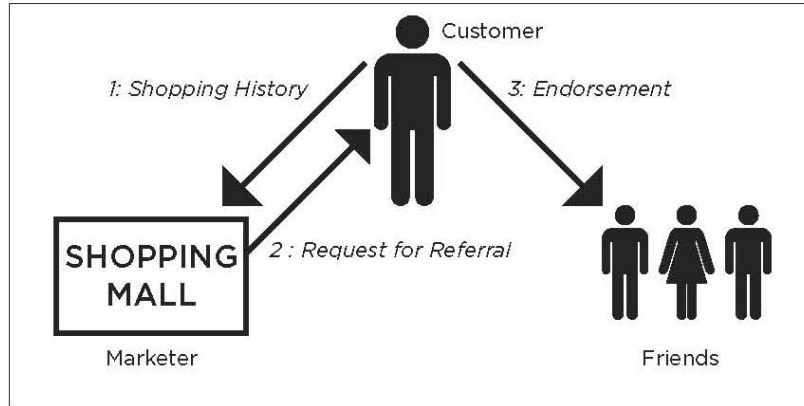 Customer
1: Shopping History
3: Endorsement
SHOPPING
MALL
2 : Request for Referral
Marketer
Friends